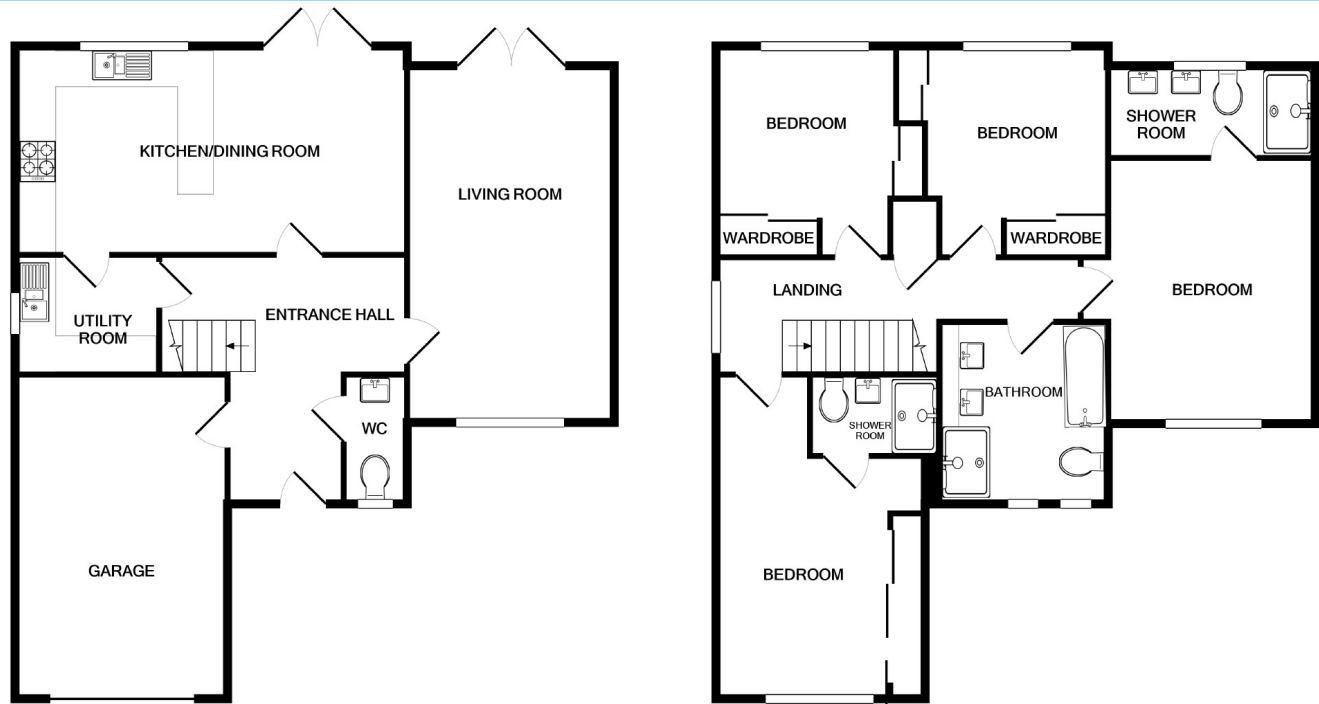 KITCHEN/DINING ROOM
LIVING ROOM
UTILITY
ROOM
ENTRANCE HALL
WC
GARAGE
BEDROOM
BEDROOM
SHOWER
ROOM
WARDROBE
WARDROBE
LANDING
BEDROOM
BATHROOM
SHOWER
ROOM
BEDROOM